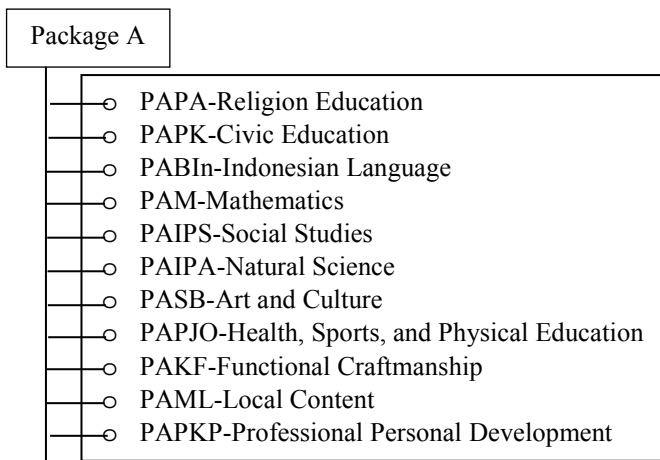 Package A
PAPA-Religion Education
PAPK-Civic Education
PABIn-Indonesian Language
PAM-Mathematics
PAIPS-Social Studies
PAIPA-Natural Science
PASB-Art and Culture
PAPJO-Health, Sports, and Physical Education
PAKF-Functional Craftmanship
PAML-Local Content
PAPKP-Professional Personal Development